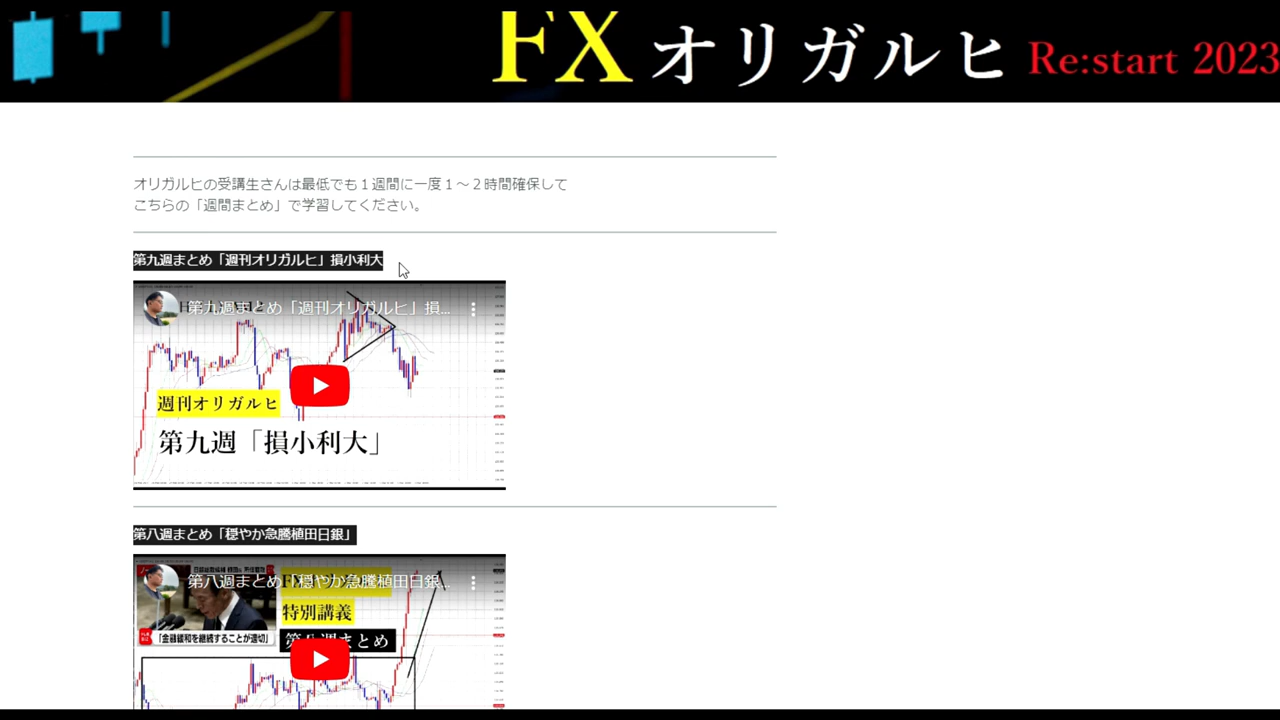 FX オリガルヒ Re:start 2023
オリガルヒの受講生さんは最低でも１週間に一度１～２時間確保して
こちらの「週間まとめ」で学習してください。
第九週まとめ「週刊オリガルヒ」損小利大
第九週まとめ「週刊オリガルヒ」損...
週刊オリガルヒ
第九週「損小利大」
第八週まとめ「穏やか急騰植田日銀」
第八週まとめ「穏やか急騰植田日銀...
特別講義
「金融緩和を継続することが適切」
第八週まとめ